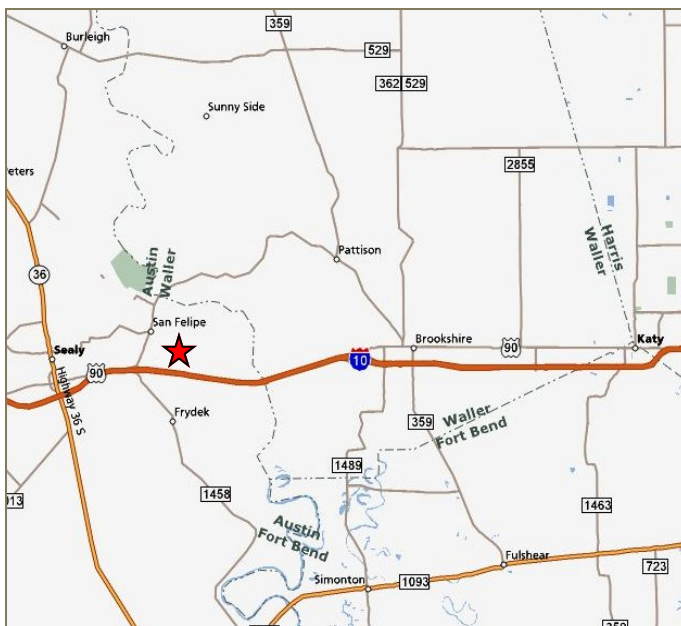 359
Burleigh
529
362 529
Sunny Side
2855
Harris
Waller
Austin
Waller
Pattison
36
San Felipe
Brookshire
90
Katy
Sealy
10
90
Highway 36 S
Frydek
359
Waller
Fort Bend
1489
1458
1463
Austin
Fort Bend
Fulshear
723
Simonton
1093